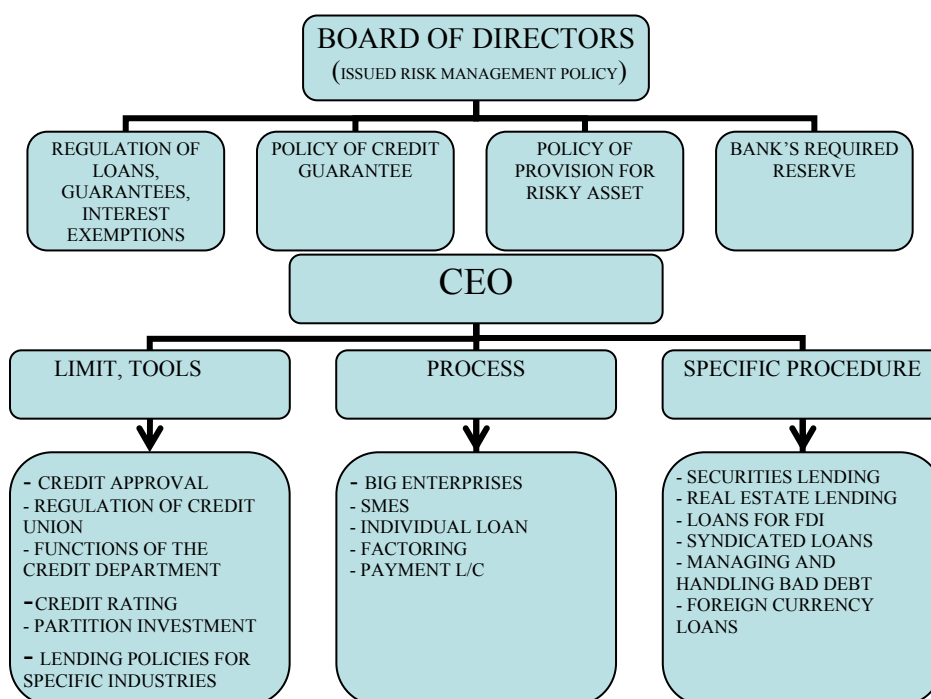 BOARD OF DIRECTORS
(ISSUED RISK MANAGEMENT POLICY)
REGULATION OF
LOANS,
GUARANTEES,
INTEREST
EXEMPTIONS
POLICY OF CREDIT
GUARANTEE
POLICY OF
PROVISION FOR
RISKY ASSET
BANK'S REQUIRED
RESERVE
CEO
LIMIT, TOOLS
PROCESS
SPECIFIC PROCEDURE
- CREDIT APPROVAL
- REGULATION OF CREDIT
UNION
- FUNCTIONS OF THE
CREDIT DEPARTMENT
-CREDIT RATING
- PARTITION INVESTMENT
- LENDING POLICIES FOR
SPECIFIC INDUSTRIES
- BIG ENTERPRISES
- SMES
- INDIVIDUAL LOAN
- FACTORING
- PAYMENT L/C
- SECURITIES LENDING
- REAL ESTATE LENDING
- LOANS FOR FDI
- SYNDICATED LOANS
- MANAGING AND
HANDLING BAD DEBT
- FOREIGN CURRENCY
LOANS